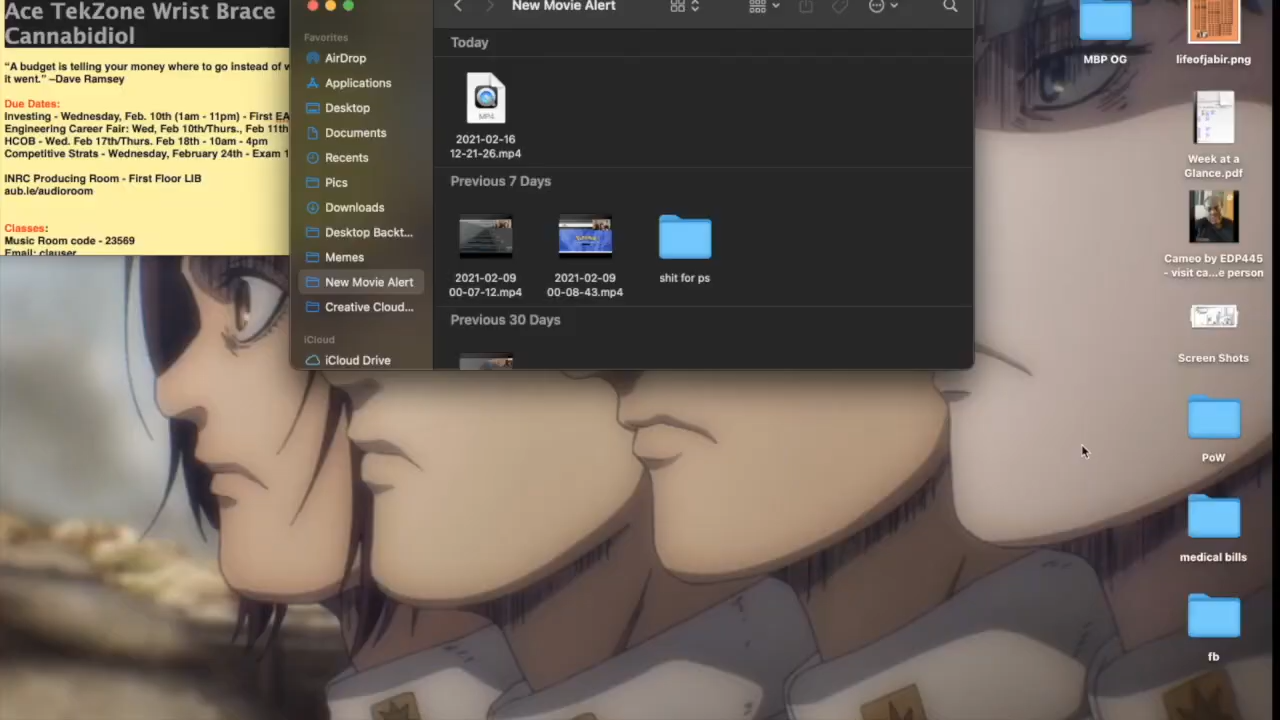 Ace TekZone Wrist Brace
Cannabidiol
“A budget is telling your money where to go instead of w
it went.” –Dave Ramsey
Due Dates:
Investing - Wednesday, Feb. 10th (1am - 11pm) - First EA
Engineering Career Fair: Wed, Feb 10th/Thurs., Feb 11th
HCOB - Wed. Feb 17th/Thurs. Feb 18th - 10am - 4pm
Competitive Strats - Wednesday, February 24th - Exam 1
INRC Producing Room - First Floor LIB
aub.ie/audioroom
Classes:
Music Room code - 23569
Email: clauser
New Movie Alert
Favorites
AirDrop
Applications
Desktop
Documents
Recents
Pics
Downloads
Desktop Backt...
Memes
New Movie Alert
Creative Cloud...
iCloud
iCloud Drive
Today
MP4
2021-02-16
12-21-26.mp4
Previous 7 Days
2021-02-09
00-07-12.mp4
2021-02-09
00-08-43.mp4
shit for ps
Previous 30 Days
MBP OG
lifeofjabir.png
Week at a
Glance.pdf
Cameo by EDP445
- visit ca...e person
Screen Shots
PoW
medical bills
fb